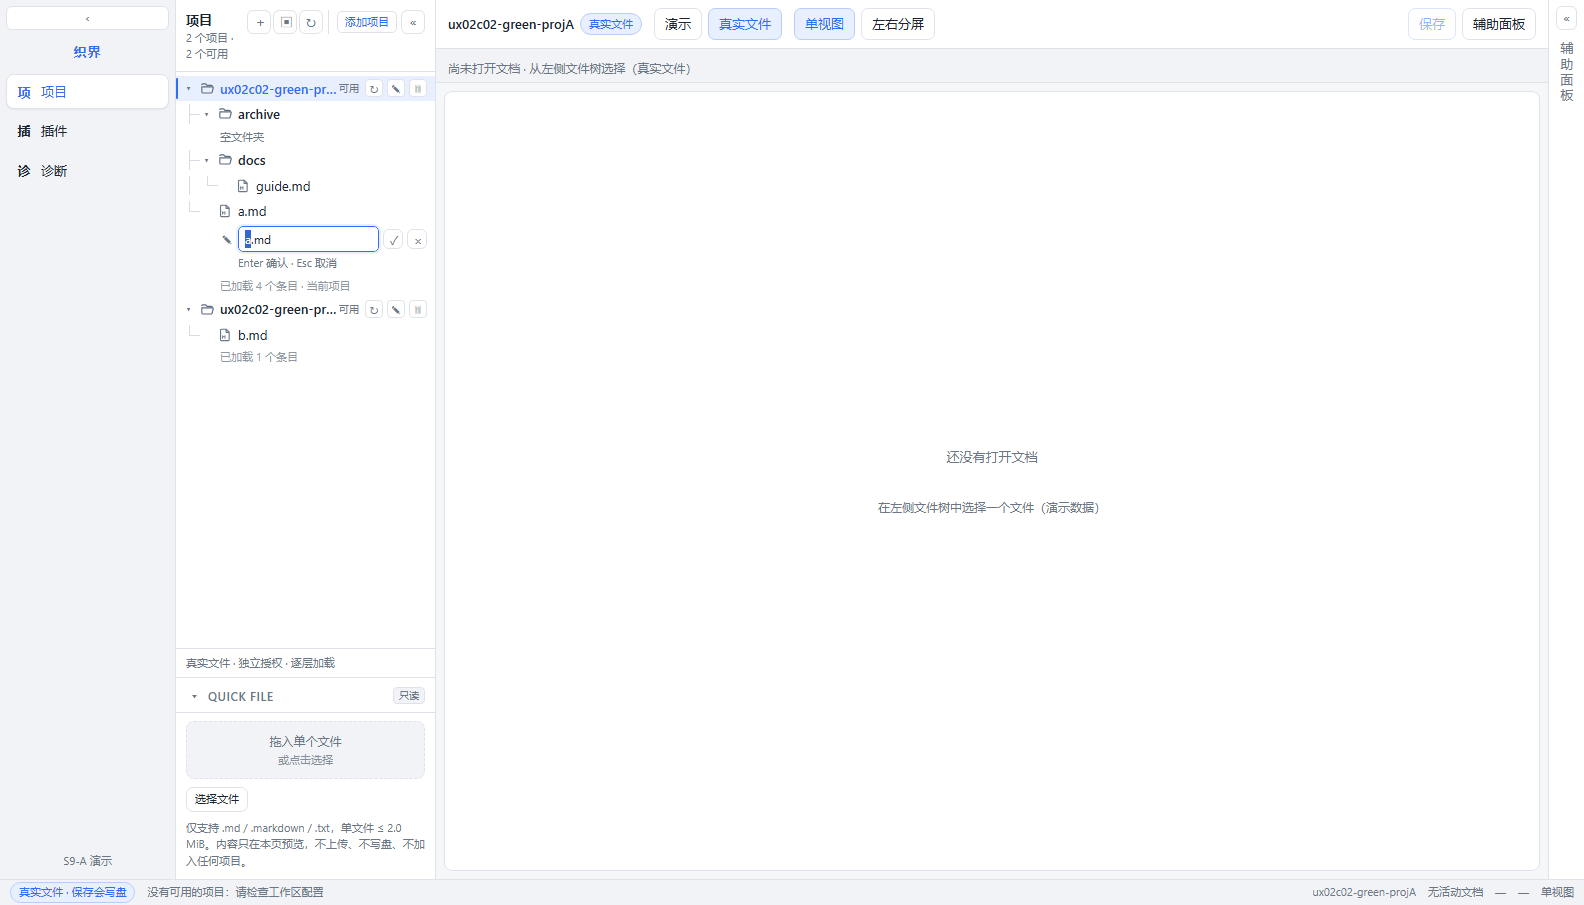 ‹
织界
项 项目
插 插件
诊 诊断
S9-A 演示
项目
2 个项目 ·
2 个可用
+
↻
添加项目
«
ux02c02-green-pr... 可用 ↻
archive
空文件夹
docs
guide.md
a.md
a.md ✓ ×
Enter 确认 · Esc 取消
已加载 4 个条目 · 当前项目
ux02c02-green-pr... 可用 ↻
b.md
已加载 1 个条目
真实文件 · 独立授权 · 逐层加载
QUICK FILE 只读
拖入单个文件
或点击选择
选择文件
仅支持 .md / .markdown / .txt，单文件 ≤ 2.0
MiB。内容只在本页预览，不上传、不写盘、不加
入任何项目。
ux02c02-green-projA 真实文件 演示 真实文件 单视图 左右分屏 保存 辅助面板
尚未打开文档 · 从左侧文件树选择（真实文件）
还没有打开文档
在左侧文件树中选择一个文件（演示数据）
«
辅助面板
真实文件 · 保存会写盘 没有可用的项目：请检查工作区配置
ux02c02-green-projA 无活动文档 — — 单视图